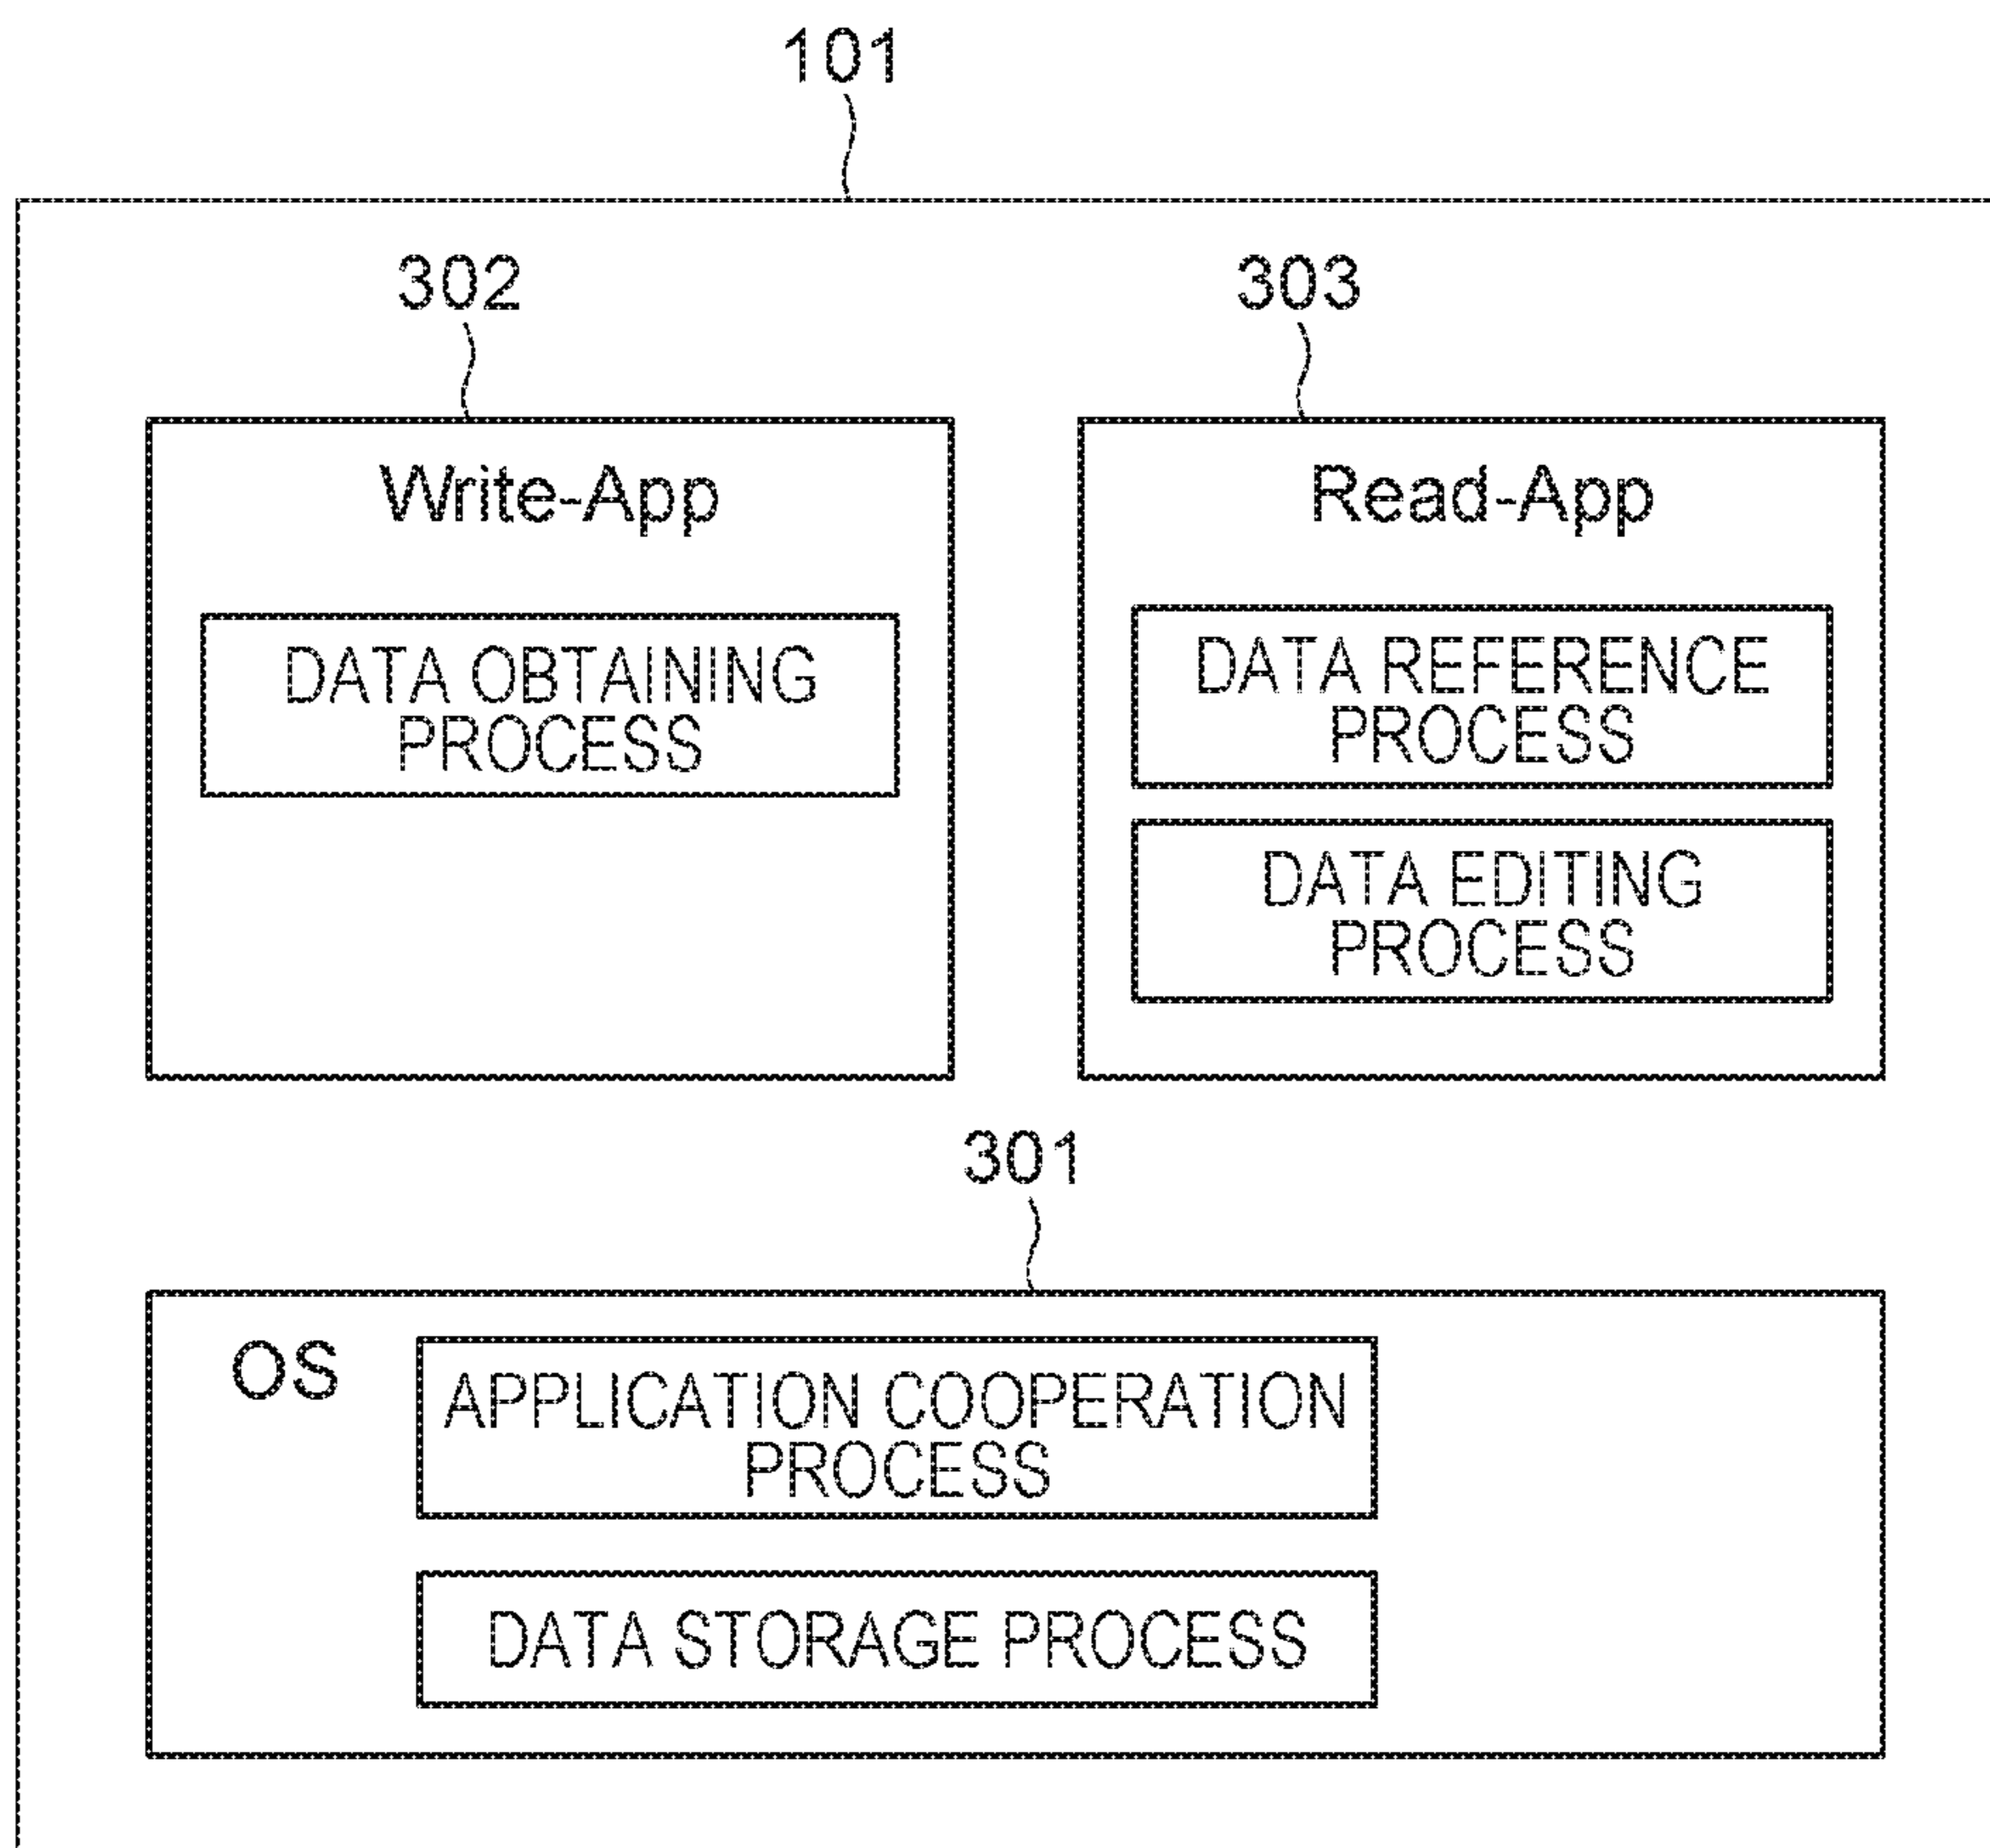 101
302
303
Write-App
Read-App
DATA OBTAINING
PROCESS
DATA REFERENCE
PROCESS
DATA EDITING
PROCESS
301
OS
APPLICATION COOPERATION
PROCESS
DATA STORAGE PROCESS